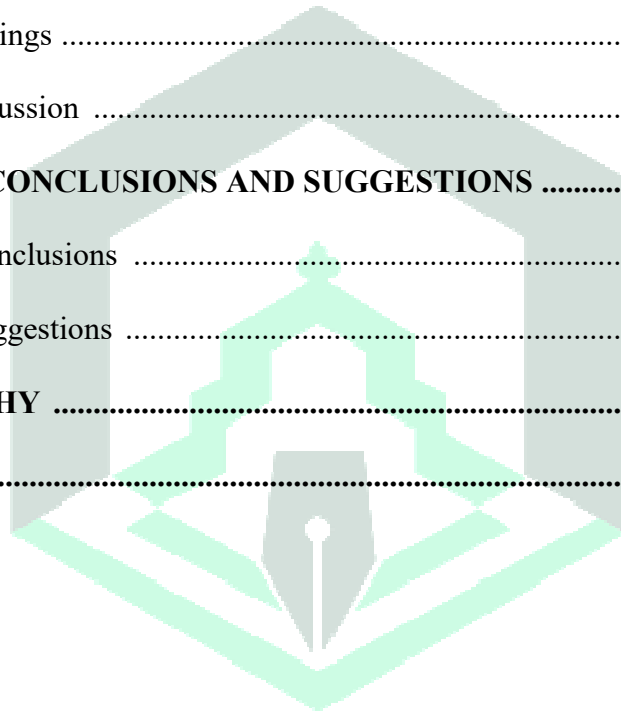 ings ......................................................................
ussion ..................................................................
CONCLUSIONS AND SUGGESTIONS ..........
nclusions .............................................................
ggestions ..............................................................
HY .......................................................................
..............................................................................